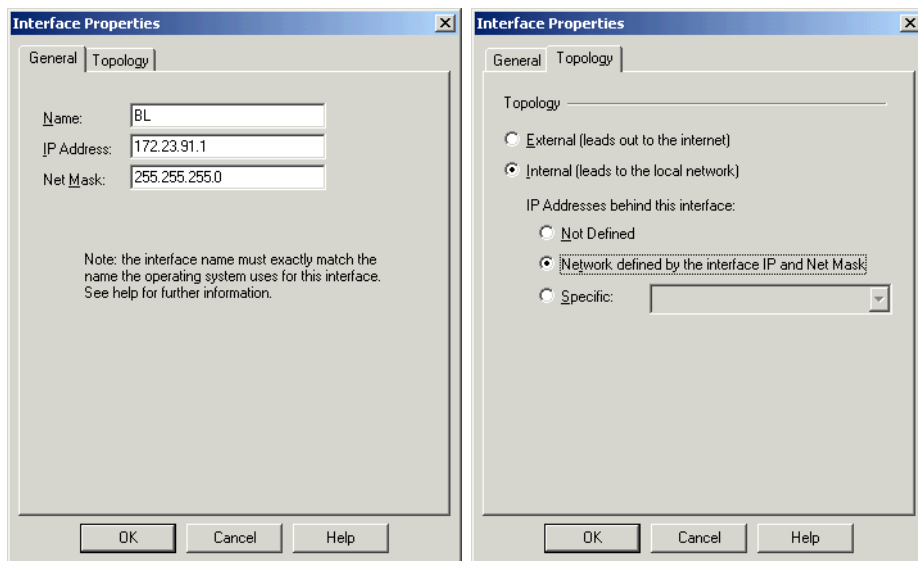 Interface Properties
General Topology
Name: BL
IP Address: 172.23.91.1
Net Mask: 255.255.255.0
Note: the interface name must exactly match the
name the operating system uses for this interface.
See help for further information.
OK Cancel Help
Interface Properties
General Topology
Topology
External (leads out to the internet)
Internal (leads to the local network)
IP Addresses behind this interface:
Not Defined
Network defined by the interface IP and Net Mask
Specific:
OK Cancel Help